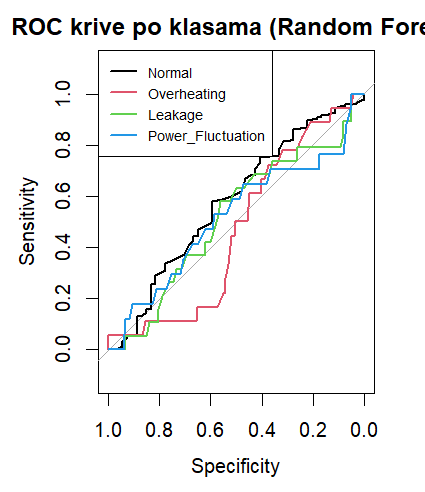 ROC krive po klasama (Random Fore
Normal
Overheating
Leakage
Power_Fluctuation
Sensitivity
0.0 0.2 0.4 0.6 0.8 1.0
1.0 0.8 0.6 0.4 0.2 0.0
Specificity